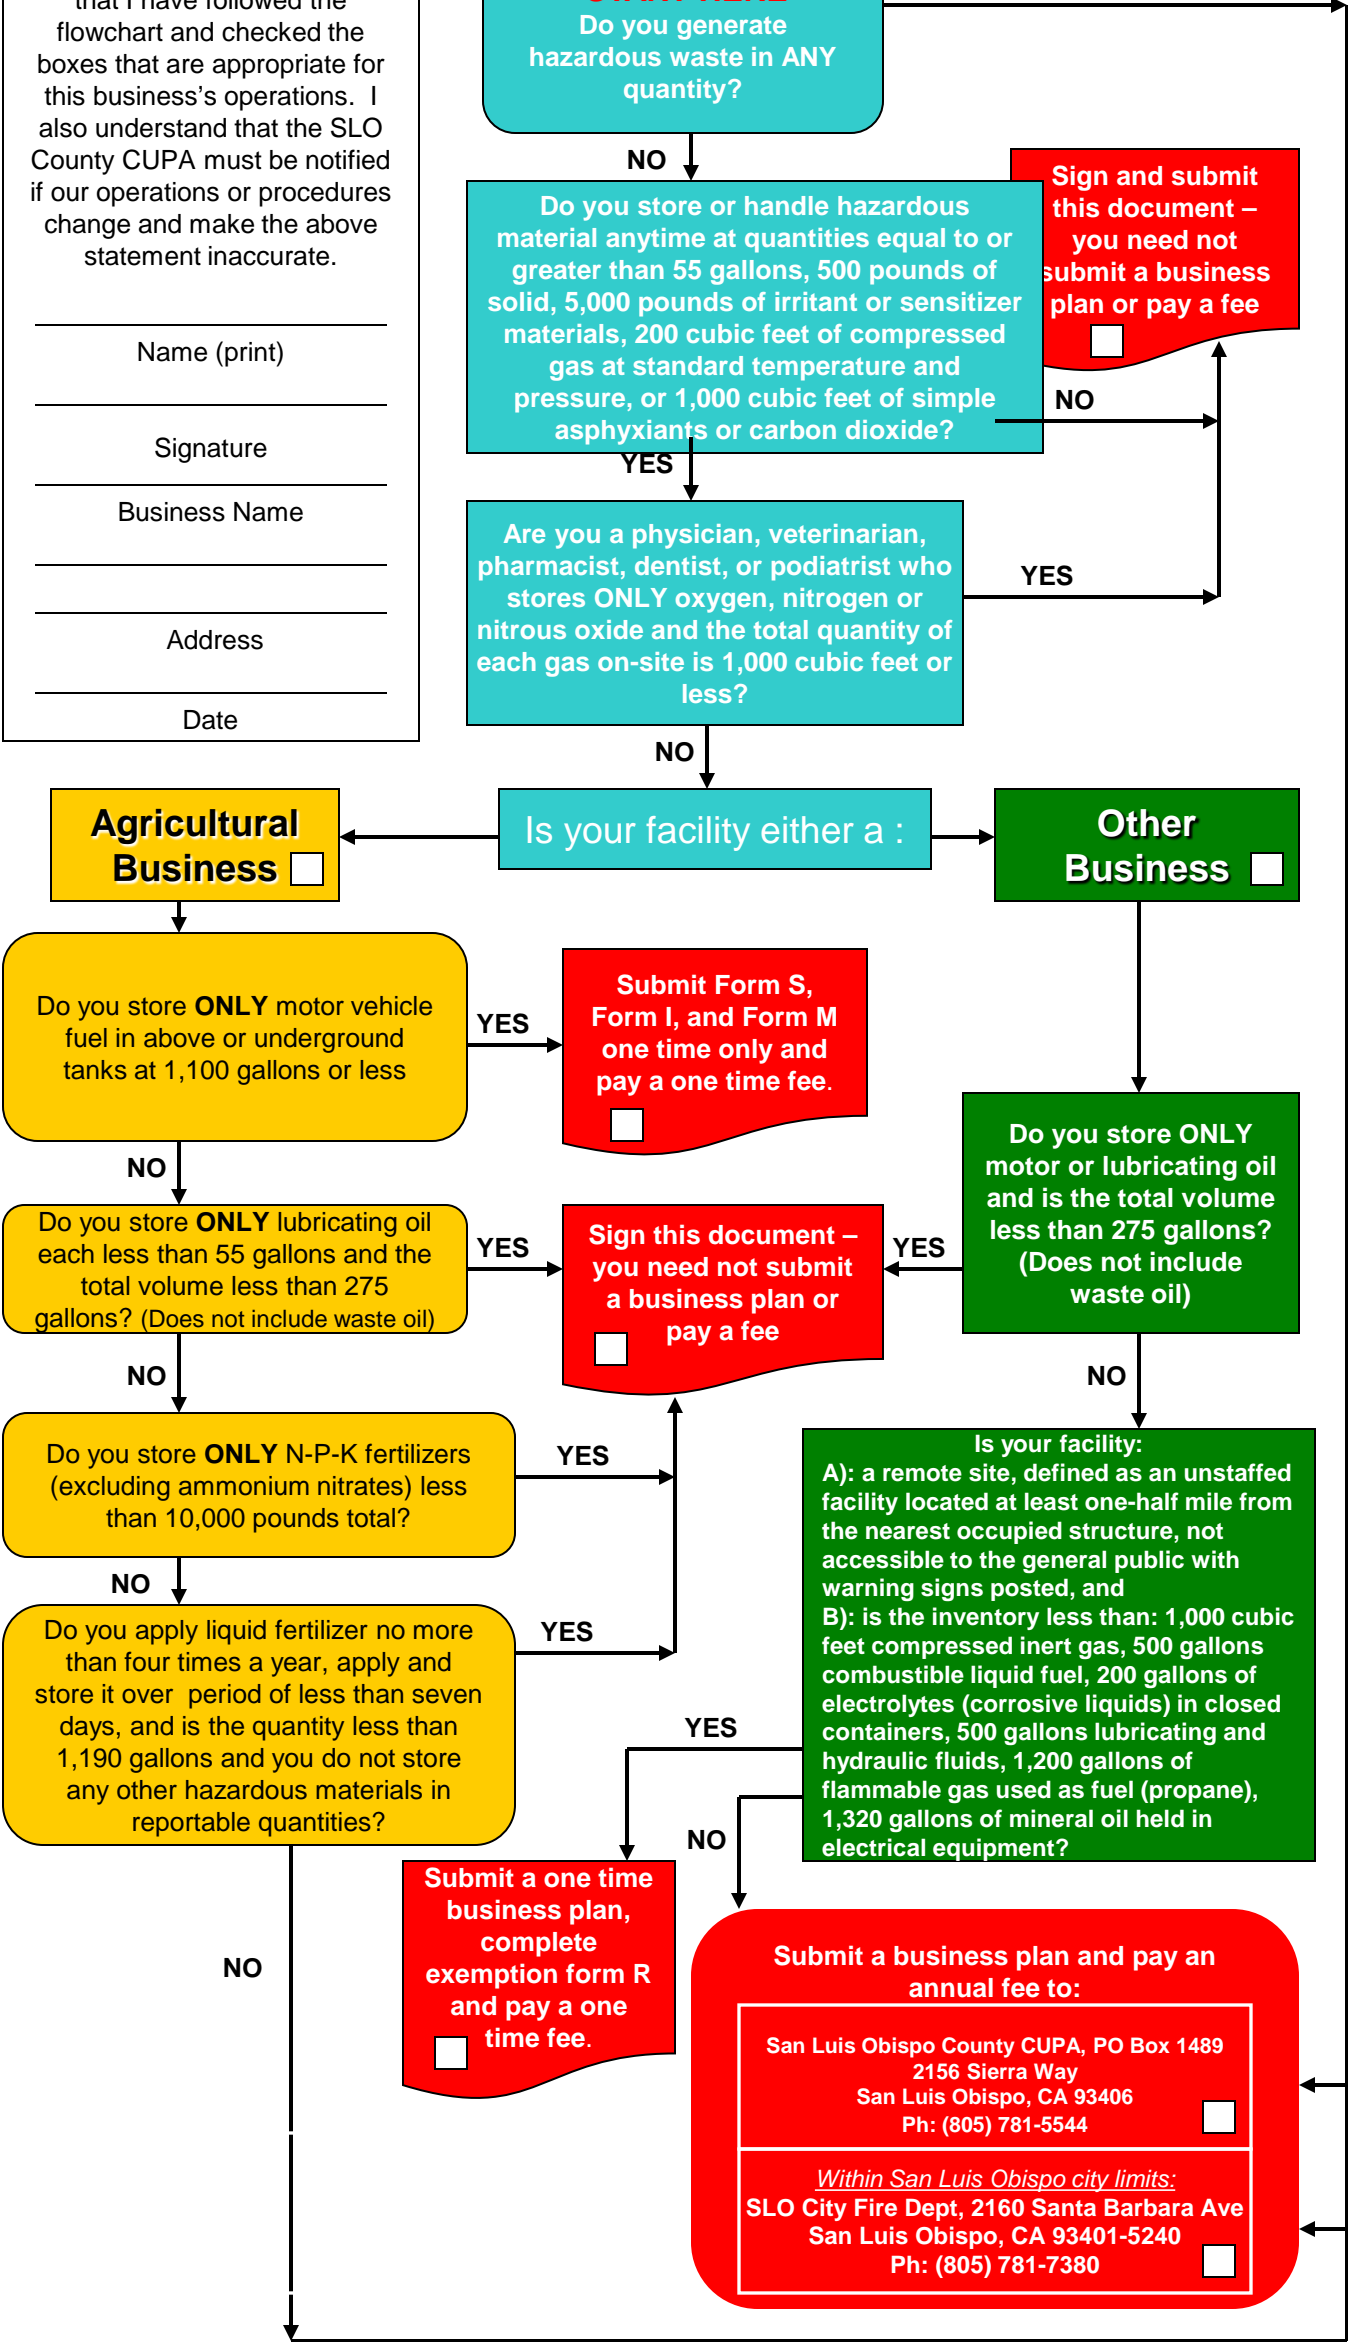 that I have followed the
flowchart and checked the
boxes that are appropriate for
this business’s operations.  I
also understand that the SLO
County CUPA must be notified
if our operations or procedures
change and make the above
statement inaccurate.
Name (print)
Signature
Business Name
Address
Date
START HERE
Do you generate
hazardous waste in ANY
quantity?
NO
Do you store or handle hazardous
material anytime at quantities equal to or
greater than 55 gallons, 500 pounds of
solid, 5,000 pounds of irritant or sensitizer
materials, 200 cubic feet of compressed
gas at standard temperature and
pressure, or 1,000 cubic feet of simple
asphyxiants or carbon dioxide?
Sign and submit
this document –
you need not
submit a business
plan or pay a fee
NO
YES
Are you a physician, veterinarian,
pharmacist, dentist, or podiatrist who
stores ONLY oxygen, nitrogen or
nitrous oxide and the total quantity of
each gas on-site is 1,000 cubic feet or
less?
YES
NO
Is your facility either a :
Agricultural
Business
Other
Business
Do you store ONLY motor vehicle
fuel in above or underground
tanks at 1,100 gallons or less
YES
Submit Form S,
Form I, and Form M
one time only and
pay a one time fee.
NO
Do you store ONLY lubricating oil
each less than 55 gallons and the
total volume less than 275
gallons? (Does not include waste oil)
YES
Sign this document –
you need not submit
a business plan or
pay a fee
YES
Do you store ONLY
motor or lubricating oil
and is the total volume
less than 275 gallons?
(Does not include
waste oil)
NO
NO
Do you store ONLY N-P-K fertilizers
(excluding ammonium nitrates) less
than 10,000 pounds total?
YES
NO
Do you apply liquid fertilizer no more
than four times a year, apply and
store it over  period of less than seven
days, and is the quantity less than
1,190 gallons and you do not store
any other hazardous materials in
reportable quantities?
YES
Is your facility:
A): a remote site, defined as an unstaffed
facility located at least one-half mile from
the nearest occupied structure, not
accessible to the general public with
warning signs posted, and
B): is the inventory less than: 1,000 cubic
feet compressed inert gas, 500 gallons
combustible liquid fuel, 200 gallons of
electrolytes (corrosive liquids) in closed
containers, 500 gallons lubricating and
hydraulic fluids, 1,200 gallons of
flammable gas used as fuel (propane),
1,320 gallons of mineral oil held in
electrical equipment?
YES
NO
NO
Submit a one time
business plan,
complete
exemption form R
and pay a one
time fee.
Submit a business plan and pay an
annual fee to:
San Luis Obispo County CUPA, PO Box 1489
2156 Sierra Way
San Luis Obispo, CA 93406
Ph: (805) 781-5544
Within San Luis Obispo city limits:
SLO City Fire Dept, 2160 Santa Barbara Ave
San Luis Obispo, CA 93401-5240
Ph: (805) 781-7380